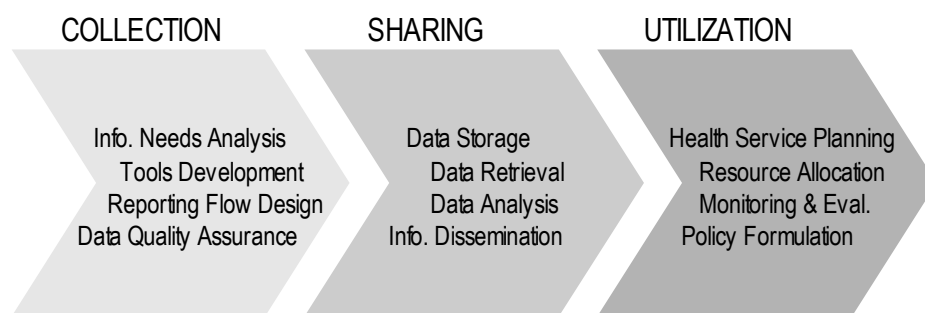 COLLECTION
Info. Needs Analysis
Tools Development
Reporting Flow Design
Data Quality Assurance
SHARING
Data Storage
Data Retrieval
Data Analysis
Info. Dissemination
UTILIZATION
Health Service Planning
Resource Allocation
Monitoring & Eval.
Policy Formulation